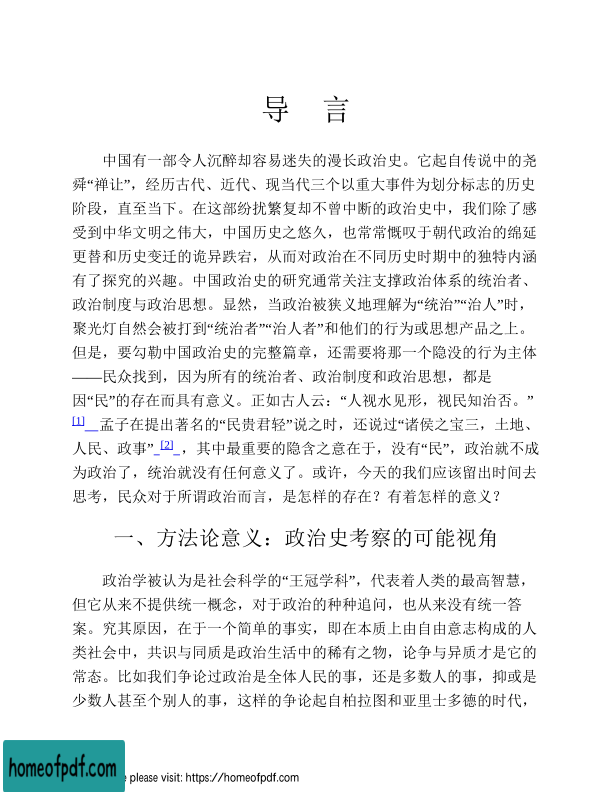 导 言
中国有一部令人沉醉却容易迷失的漫长政治史。它起自传说中的尧
舜“禅让”，经历古代、近代、现当代三个以重大事件为划分标志的历史
阶段，直至当下。在这部纷扰繁复却不曾中断的政治史中，我们除了感
受到中华文明之伟大，中国历史之悠久，也常常慨叹于朝代政治的绵延
更替和历史变迁的诡异跌宕，从而对政治在不同历史时期中的独特内涵
有了探究的兴趣。中国政治史的研究通常关注支撑政治体系的统治者、
政治制度与政治思想。显然，当政治被狭义地理解为“统治”“治人”时，
聚光灯自然会被打到“统治者”“治人者”和他们的行为或思想产品之上。
但是，要勾勒中国政治史的完整篇章，还需要将那一个隐没的行为主体
——民众找到，因为所有的统治者、政治制度和政治思想，都是
因“民”的存在而具有意义。正如古人云：“人视水见形，视民知治否。”
[1] 孟子在提出著名的“民贵君轻”说之时，还说过“诸侯之宝三，土地、
人民、政事” [2] ，其中最重要的隐含之意在于，没有“民”，政治就不成
为政治了，统治就没有任何意义了。或许，今天的我们应该留出时间去
思考，民众对于所谓政治而言，是怎样的存在？有着怎样的意义？
一、方法论意义：政治史考察的可能视角
政治学被认为是社会科学的“王冠学科”，代表着人类的最高智慧，
但它从来不提供统一概念，对于政治的种种追问，也从来没有统一答
案。究其原因，在于一个简单的事实，即在本质上由自由意志构成的人
类社会中，共识与同质是政治生活中的稀有之物，论争与异质才是它的
常态。比如我们争论过政治是全体人民的事，还是多数人的事，抑或是
少数人甚至个别人的事，这样的争论起自柏拉图和亚里士多德的时代，
homeofpdf.com
e please visit: https://homeofpdf.com